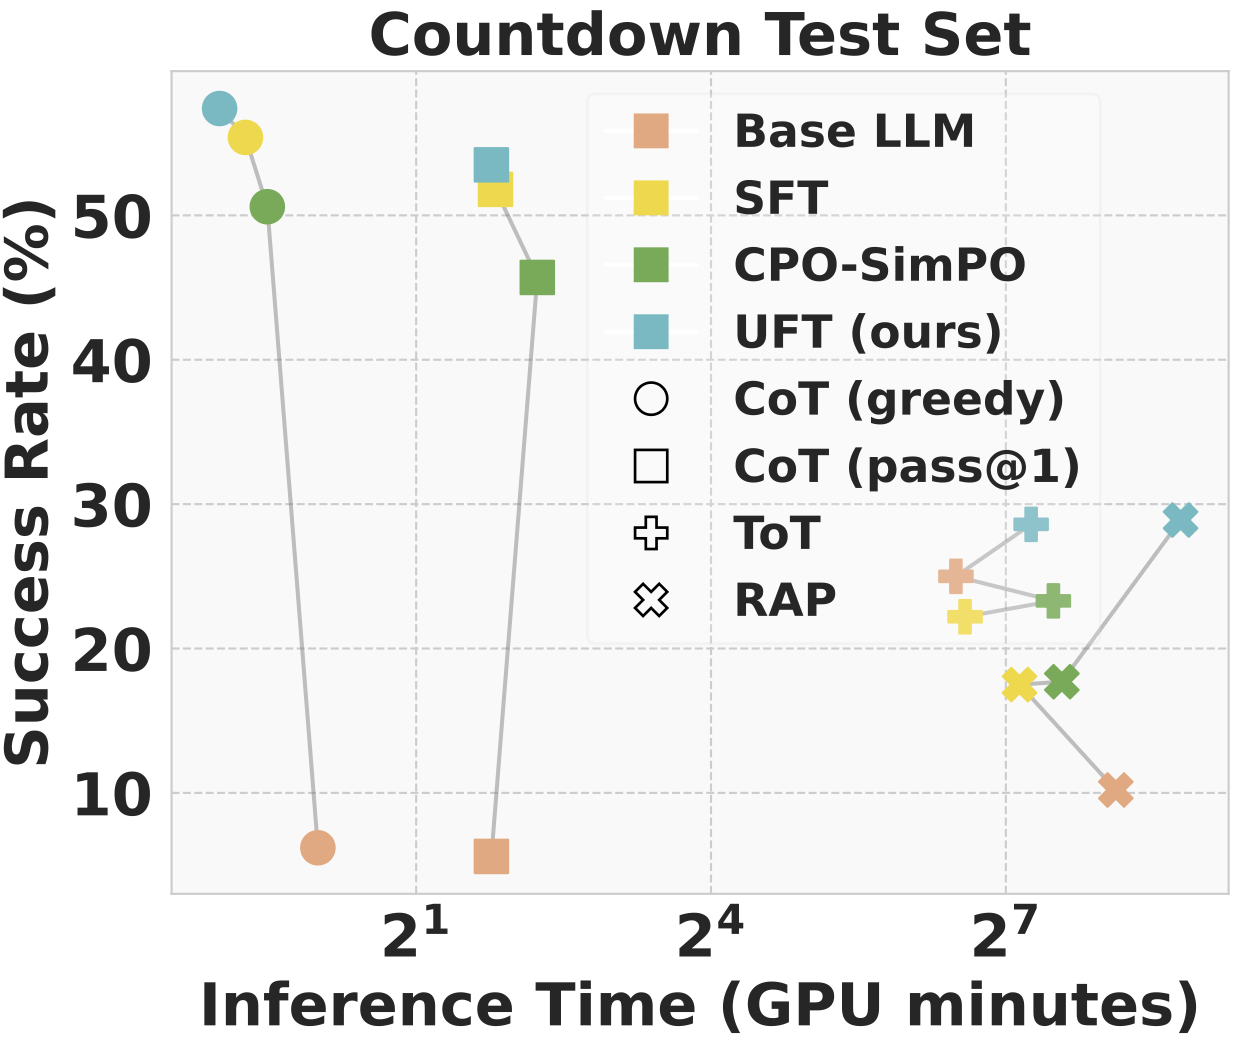 Countdown Test Set
Success Rate (%)
50
40
30
20
10
Base LLM
SFT
CPO-SimPO
UFT (ours)
CoT (greedy)
CoT (pass@1)
ToT
RAP
2¹ 2⁴ 2⁷
Inference Time (GPU minutes)